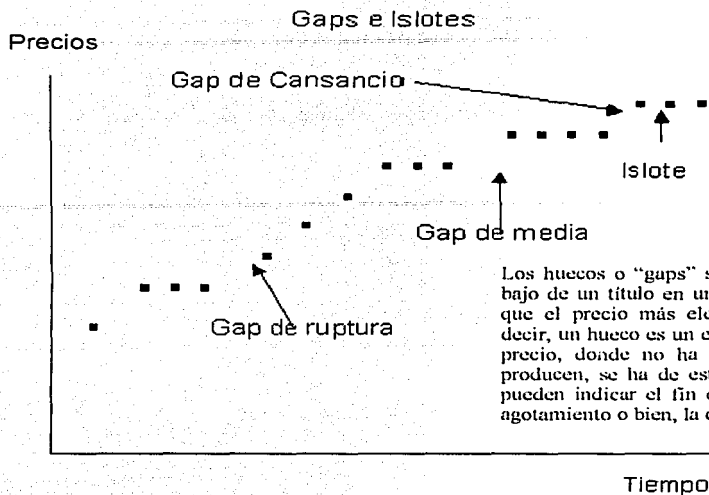 Gaps e Islotes
Precios
Gap de Cansancio
Islote
Gap de media
Gap de ruptura
Los huecos o "gaps" s
bajo de un título en un
que el precio más ele
decir, un hueco es un e
precio, donde no ha
producen, se ha de est
pueden indicar el fin
agotamiento o bien, la
Tiempo